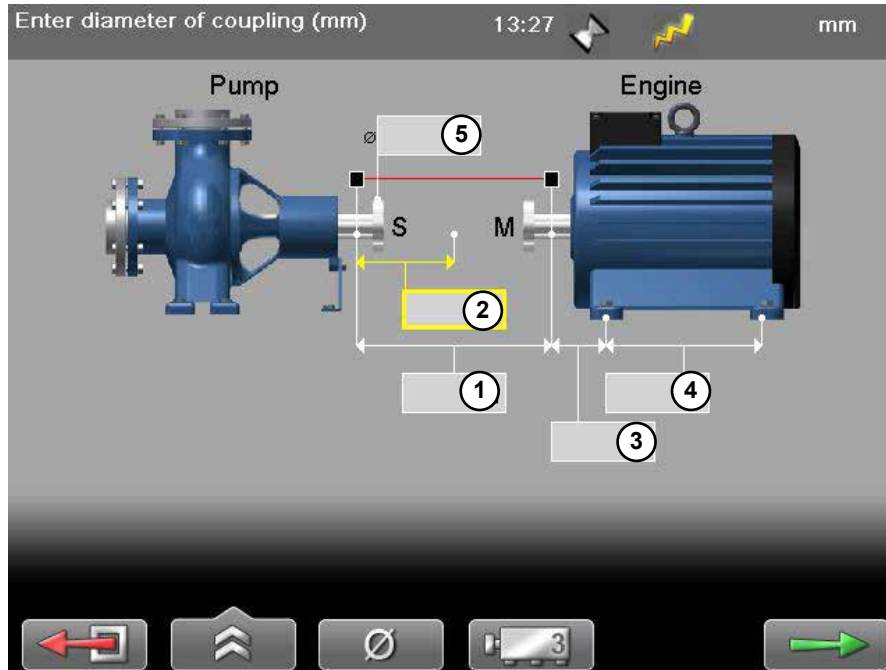 Enter diameter of coupling (mm) 13:27 mm
Pump Engine
Ø 5
S M
2
1 4
3
Ø 3